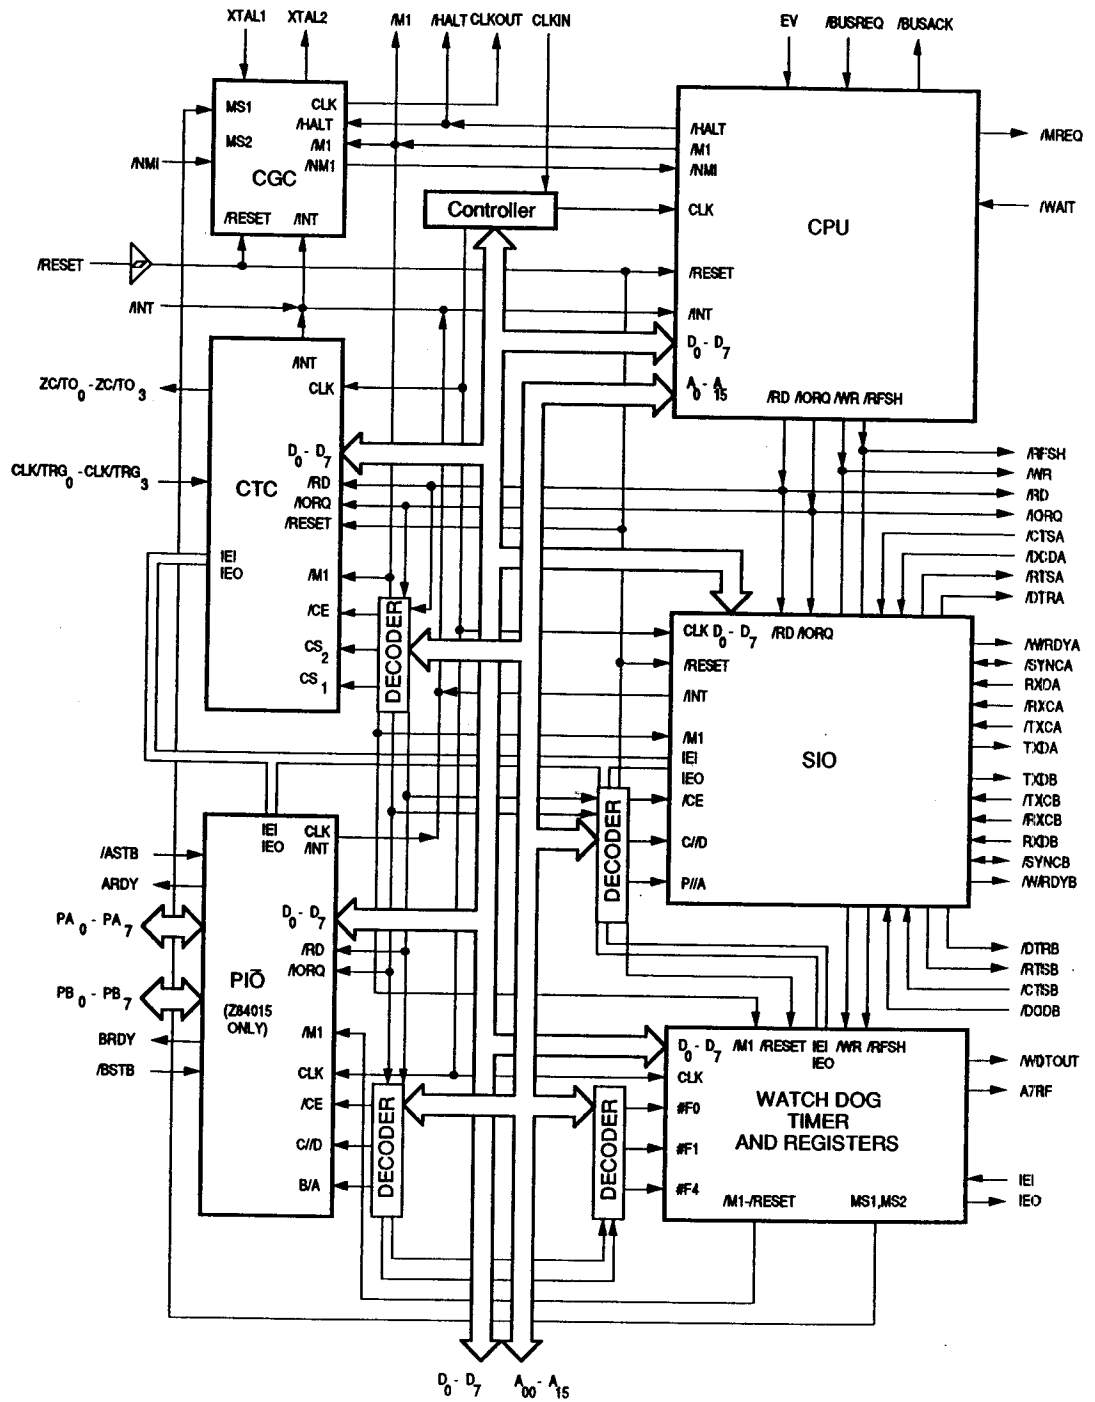 XTAL1 XTAL2 /M1 /HALT CLKOUT CLKIN EV /BUSREQ /BUSACK
MS1 CLK
/HALT
MS2 /M1
/NM1
CGC
/RESET /INT
/NMI
/RESET
/INT
Controller
/HALT
/M1
/NMI
CLK
CPU
/RESET
/INT
D0 - D7
A0 - A15
/RD /IORQ /WR /RFSH
/MREQ
/WAIT
/INT
CLK
D0 - D7
/RD
/IORQ
/RESET
CTC
IEI
IEO
/M1
/CE
CS2
CS1
ZC/TO0 - ZC/TO3
CLK/TRG0 - CLK/TRG3
DECODER
/RFSH
/WR
/RD
/IORQ
/CTSA
/DCDA
/RTSA
/DTRA
CLK D0 - D7 /RD /IORQ
/RESET
/INT
/M1
IEI
IEO
/CE
C//D
P//A
SIO
/W/RDYA
/SYNCA
RXDA
/RXCA
/TXCA
TXDA
TXDB
/TXCB
/RXCB
RXDB
/SYNCB
/W/RDYB
DECODER
/DTRB
/RTSB
/CTSB
/DCDB
IEI CLK
IEO /INT
D0 - D7
/RD
/IORQ
PIO
(Z84015
ONLY)
/M1
CLK
/CE
C//D
B/A
/ASTB
ARDY
PA0 - PA7
PB0 - PB7
BRDY
/BSTB
DECODER
DECODER
D0 - D7 /M1 /RESET IEI /WR /RFSH
IEO
CLK
#F0
#F1
#F4
WATCH DOG
TIMER
AND REGISTERS
/M1-/RESET MS1,MS2
/WDTOUT
A7RF
IEI
IEO
D0 - D7 A00 - A15